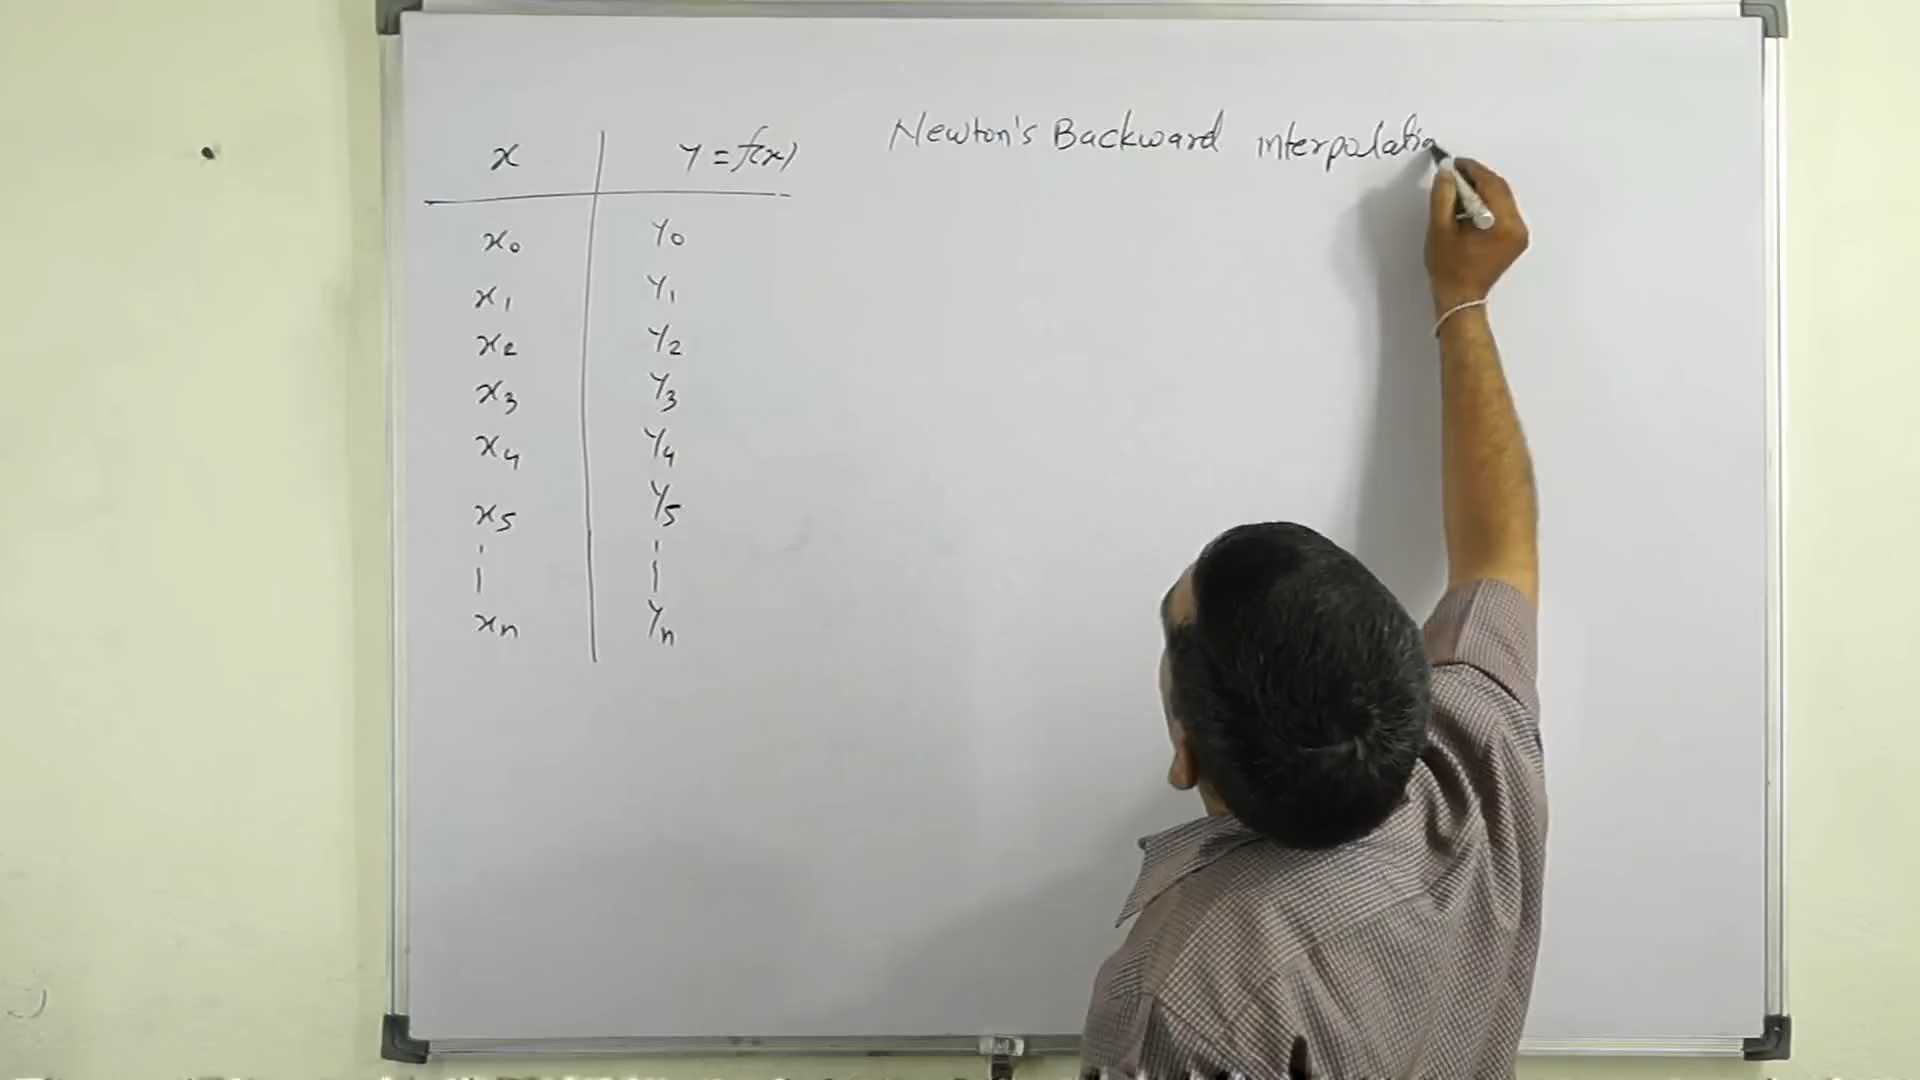 x | y = f(x)
x0 y0
x1 y1
x2 y2
x3 y3
x4 y4
x5 y5
xn yn
Newton's Backward interpolatio